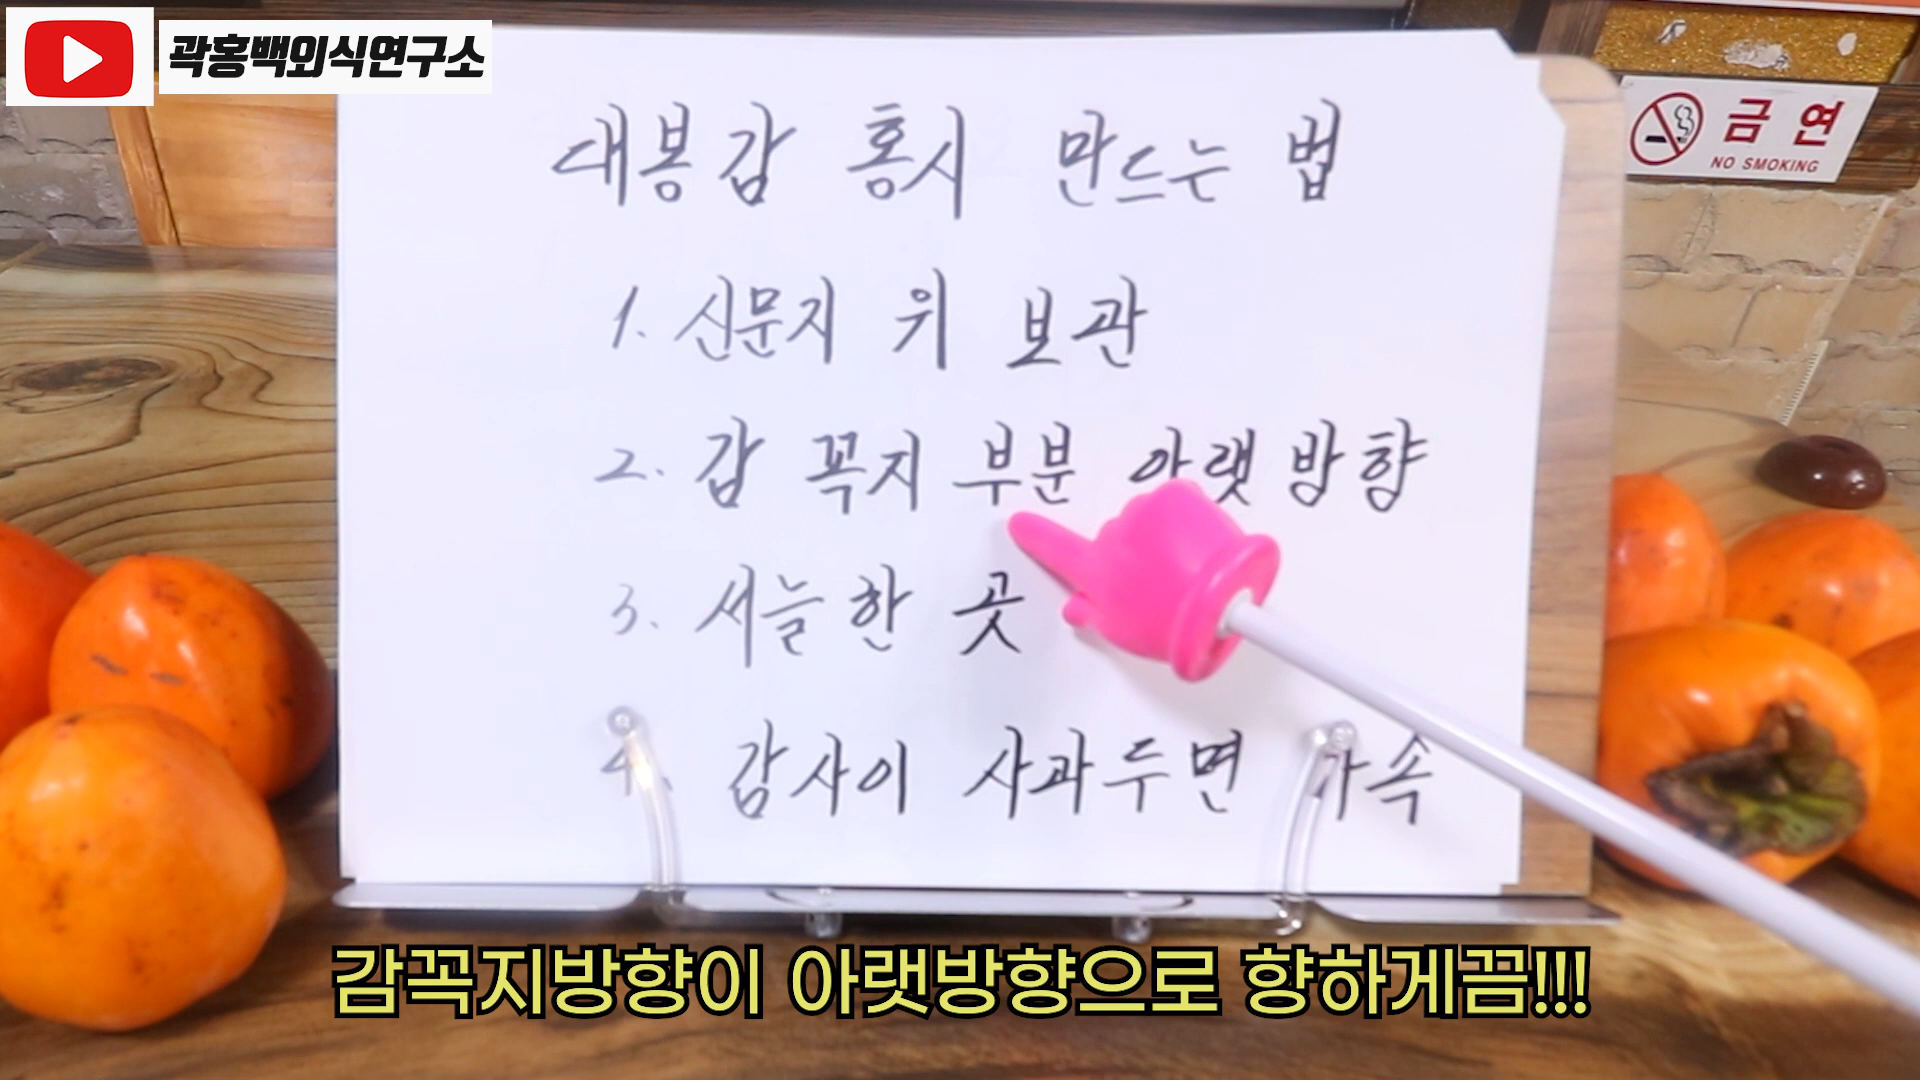 곽홍백외식연구소
금연
NO SMOKING
대봉감 홍시 만드는 법
1. 신문지 위 보관
2. 감 꼭지 부분 아랫방향
3. 서늘한 곳
4. 감사이 사과두면
감꼭지방향이 아랫방향으로 향하게끔!!!